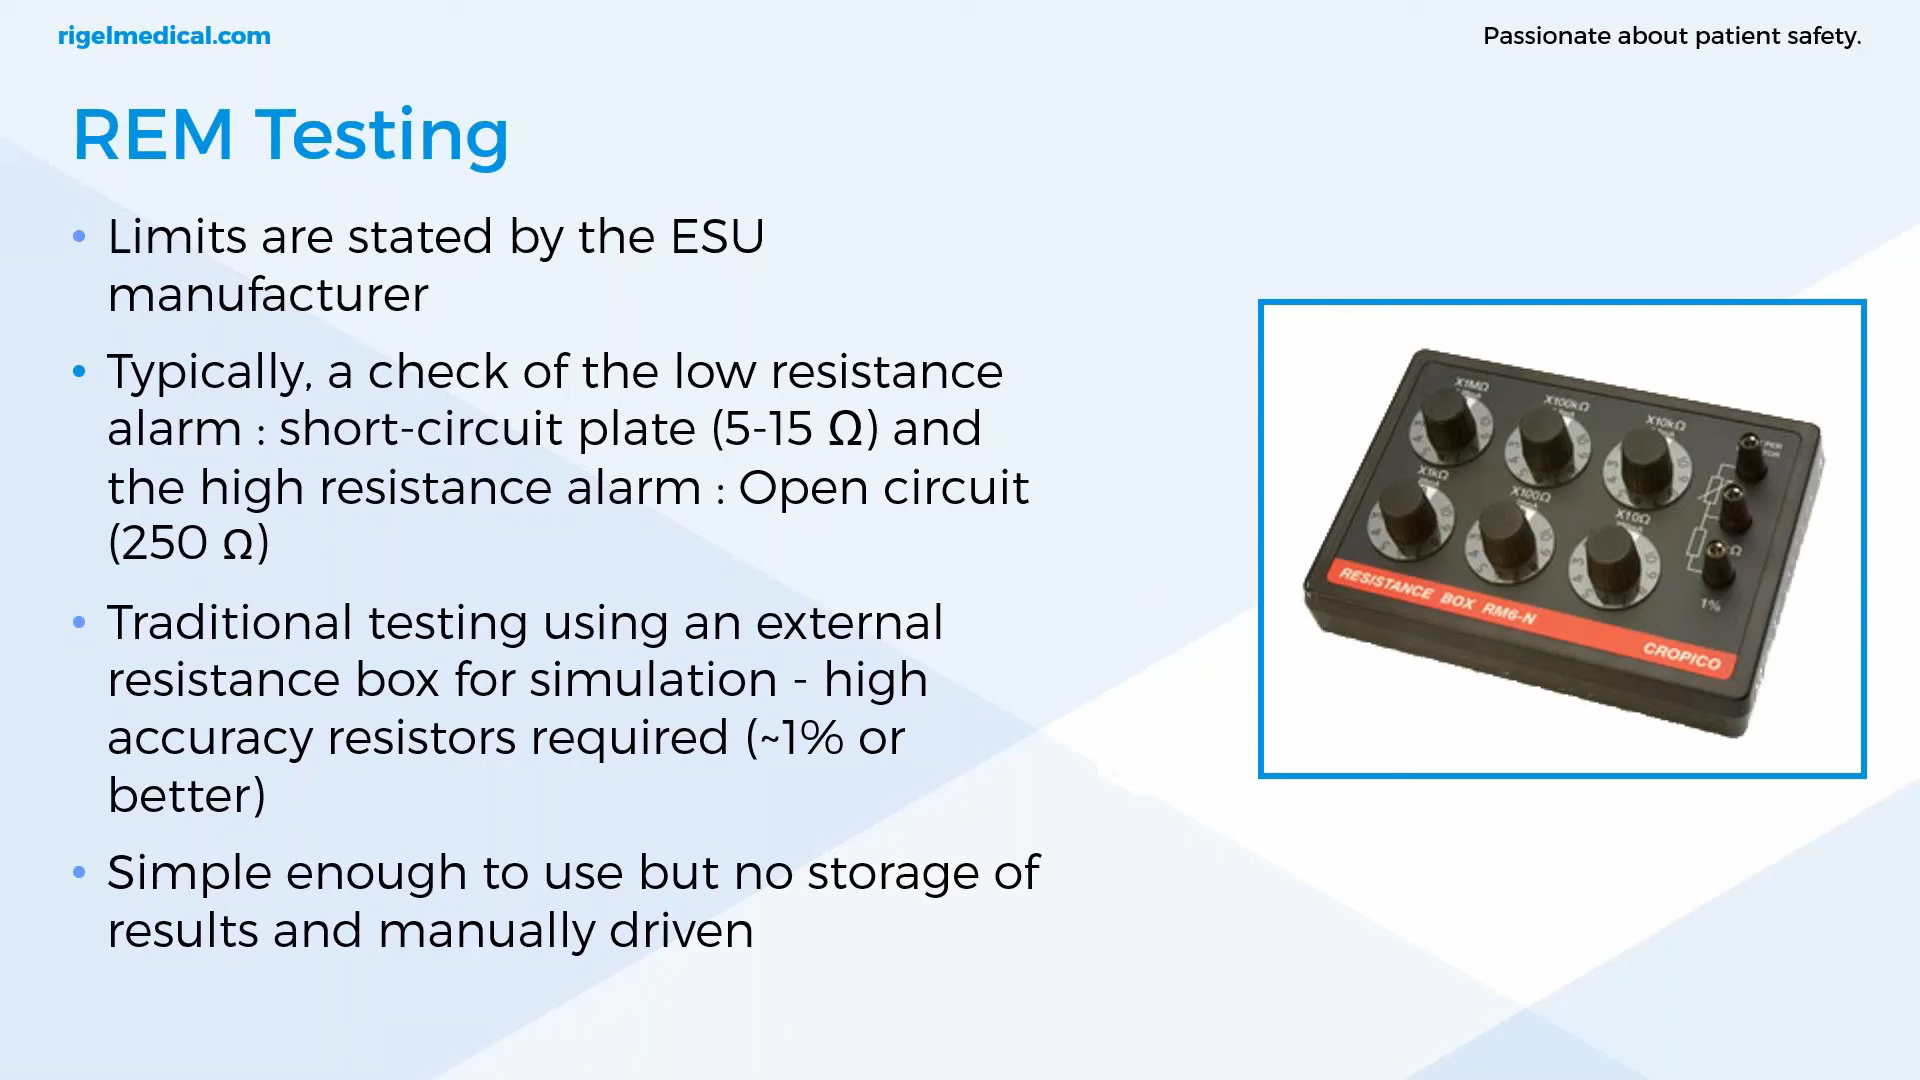 rigelmedical.com
Passionate about patient safety.
REM Testing
• Limits are stated by the ESU
manufacturer
• Typically, a check of the low resistance
alarm : short-circuit plate (5-15 Ω) and
the high resistance alarm : Open circuit
(250 Ω)
• Traditional testing using an external
resistance box for simulation - high
accuracy resistors required (~1% or
better)
• Simple enough to use but no storage of
results and manually driven
X1MΩ
X100kΩ
X10kΩ
X1kΩ
X100Ω
X10Ω
1%
RESISTANCE BOX RM6-N
CROPICO